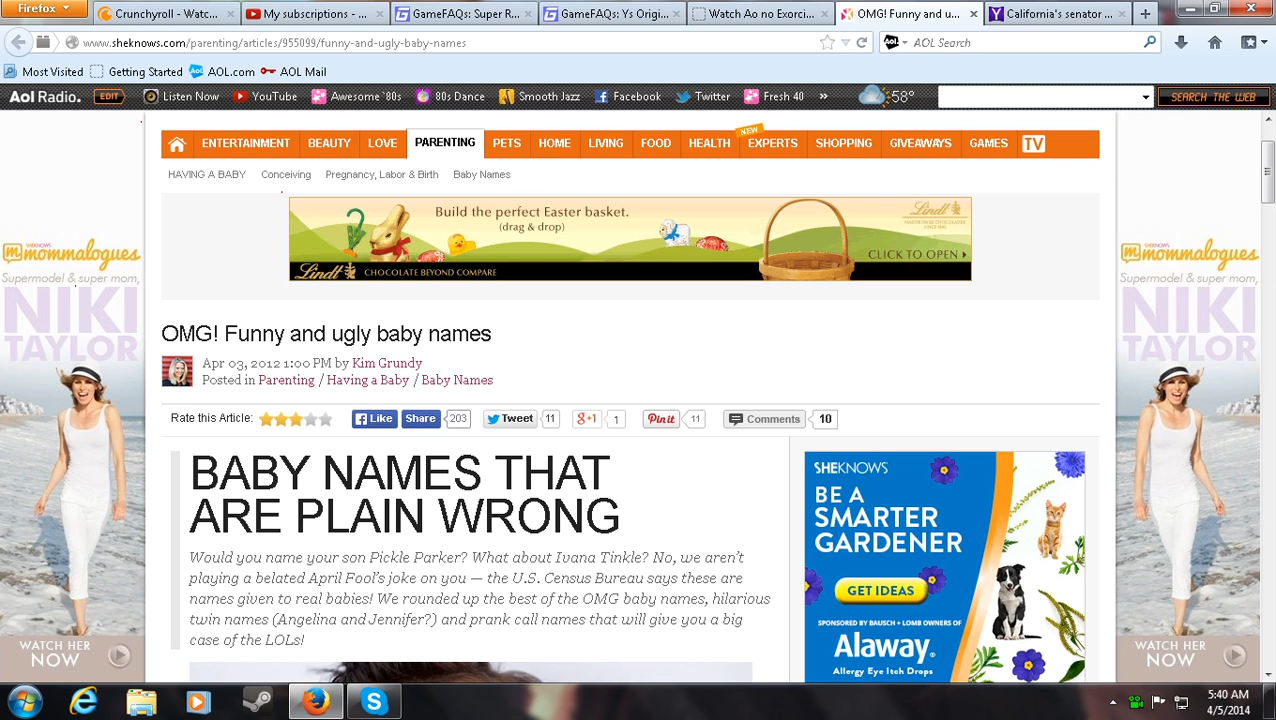 Firefox
Crunchyroll - Watc...
My subscriptions - ...
GameFAQs: Super R...
GameFAQs: Ys Origi...
Watch Ao no Exorci...
OMG! Funny and u...
California's senator ...
www.sheknows.com/parenting/articles/955099/funny-and-ugly-baby-names
AOL Search
Most Visited
Getting Started
AOL.com
AOL Mail
Aol Radio.
EDIT
Listen Now
YouTube
Awesome `80s
80s Dance
Smooth Jazz
Facebook
Twitter
Fresh 40
»
58°
SEARCH THE WEB
ENTERTAINMENT
BEAUTY
LOVE
PARENTING
PETS
HOME
LIVING
FOOD
HEALTH
NEW
EXPERTS
SHOPPING
GIVEAWAYS
GAMES
TV
HAVING A BABY
Conceiving
Pregnancy, Labor & Birth
Baby Names
Build the perfect Easter basket.
(drag & drop)
Lindt
CLICK TO OPEN
Lindt
CHOCOLATE BEYOND COMPARE
SHEKNOWS
mommalogues
Supermodel & super mom,
NIKI
TAYLOR
WATCH HER
NOW
OMG! Funny and ugly baby names
Apr 03, 2012 1:00 PM by Kim Grundy
Posted in Parenting / Having a Baby / Baby Names
Rate this Article:
Like
Share
203
Tweet
11
g+1
1
Pinit
11
Comments
10
BABY NAMES THAT
ARE PLAIN WRONG
Would you name your son Pickle Parker? What about Ivana Tinkle? No, we aren't
playing a belated April Fool's joke on you — the U.S. Census Bureau says these are
names given to real babies! We rounded up the best of the OMG baby names, hilarious
twin names (Angelina and Jennifer?) and prank call names that will give you a big
case of the LOLs!
SHEKNOWS
BE A
SMARTER
GARDENER
GET IDEAS
SPONSORED BY BAUSCH + LOMB OWNERS OF
Alaway®
Allergy Eye Itch Drops
SHEKNOWS
mommalogues
Supermodel & super mom,
NIKI
TAYLOR
WATCH HER
NOW
5:40 AM
4/5/2014